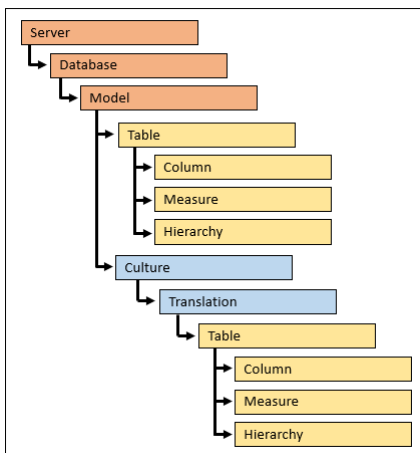 Server
Database
Model
Table
Column
Measure
Hierarchy
Culture
Translation
Table
Column
Measure
Hierarchy